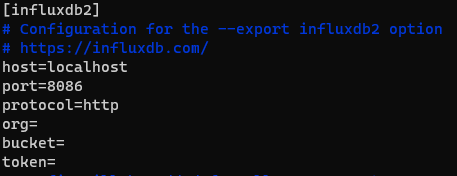 [influxdb2]
# Configuration for the --export influxdb2 option
# https://influxdb.com/
host=localhost
port=8086
protocol=http
org=
bucket=
token=